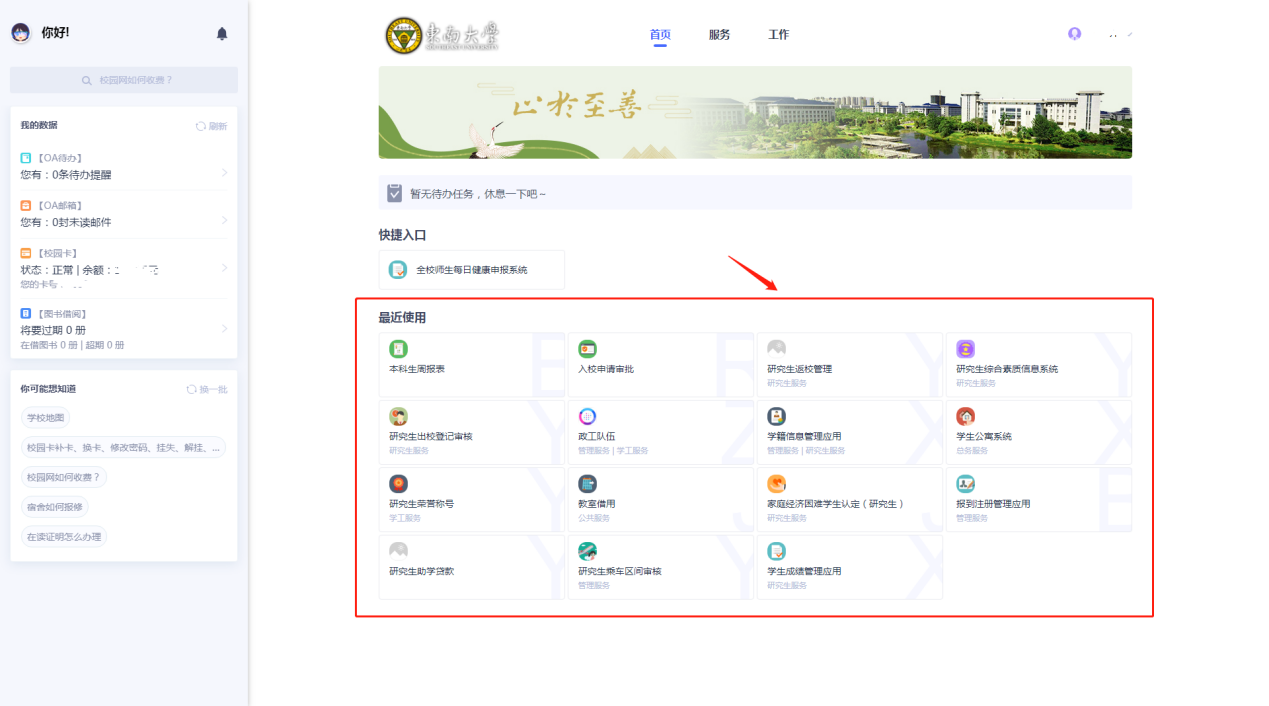 你好!
校园网如何收费？
我的数据
刷新
【OA待办】
您有：0条待办提醒
【OA邮箱】
您有：0封未读邮件
【校园卡】
状态：正常 | 余额：
您的卡号
【图书借阅】
将要过期 0 册
在借图书 0 册 | 超期 0 册
你可能想知道
换一批
学校地图
校园卡补卡、换卡、修改密码、挂失、解挂、...
校园网如何收费？
宿舍如何报修
在读证明怎么办理
東南大學
SOUTHEAST UNIVERSITY
首页
服务
工作
止於至善
暂无待办任务，休息一下吧～
快捷入口
全校师生每日健康申报系统
最近使用
本科生周报表
B
入校申请审批
R
研究生返校管理
研究生服务
Y
研究生综合素质信息系统
研究生服务
Y
研究生出校登记审核
研究生服务
Y
政工队伍
管理服务 | 学工服务
Z
学籍信息管理应用
管理服务 | 研究生服务
X
学生公寓系统
总务服务
X
研究生荣誉称号
学工服务
Y
教室借用
公共服务
J
家庭经济困难学生认定（研究生）
研究生服务
J
报到注册管理应用
管理服务
B
研究生助学贷款
Y
研究生乘车区间审核
管理服务
Y
学生成绩管理应用
研究生服务
X